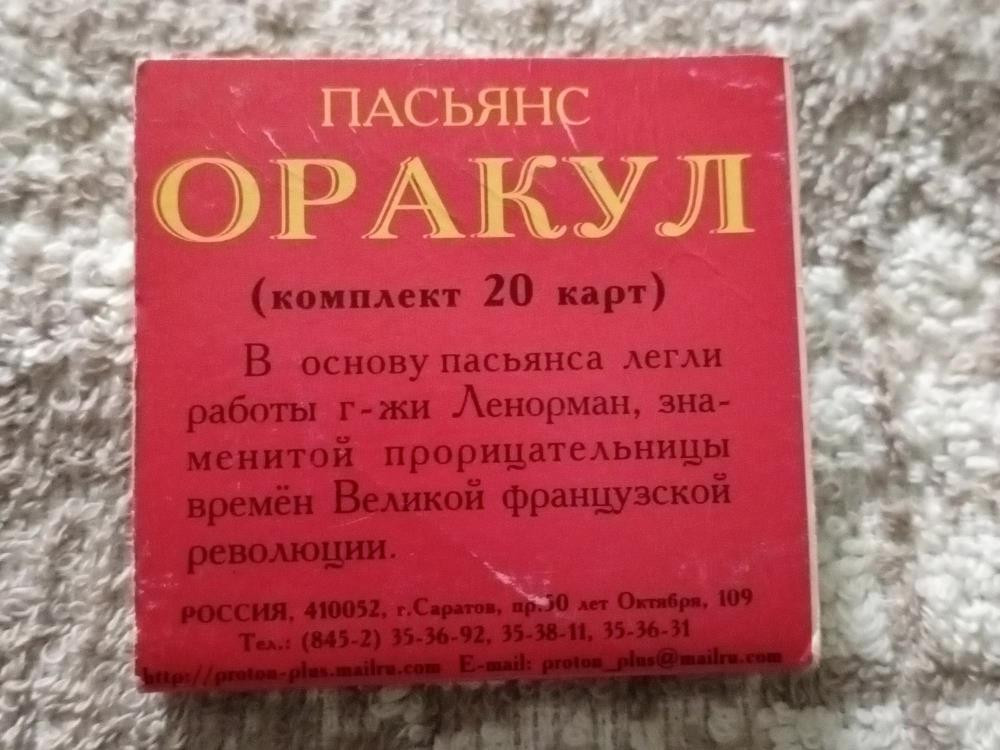 ПАСЬЯНС
ОРАКУЛ
(комплект 20 карт)
В основу пасьянса легли
работы г-жи Ленорман, зна-
менитой прорицательницы
времён Великой французской
революции.
РОССИЯ, 410052, г.Саратов, пр.50 лет Октября, 109
Тел.: (845-2) 35-36-92, 35-38-11, 35-36-31
http://proton-plus.mailru.com E-mail: proton_plus@mailru.com